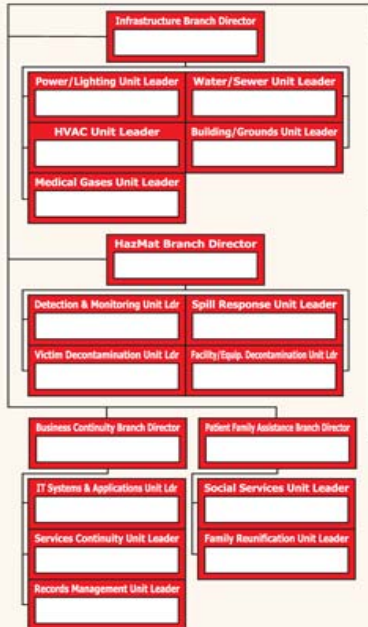 Infrastructure Branch Director
Power/Lighting Unit Leader
Water/Sewer Unit Leader
HVAC Unit Leader
Building/Grounds Unit Leader
Medical Gases Unit Leader
HazMat Branch Director
Detection & Monitoring Unit Ldr
Spill Response Unit Leader
Victim Decontamination Unit Ldr
Facility/Equip. Decontamination Unit Ldr
Business Continuity Branch Director
Patient Family Assistance Branch Director
IT Systems & Applications Unit Ldr
Social Services Unit Leader
Services Continuity Unit Leader
Family Reunification Unit Leader
Records Management Unit Leader